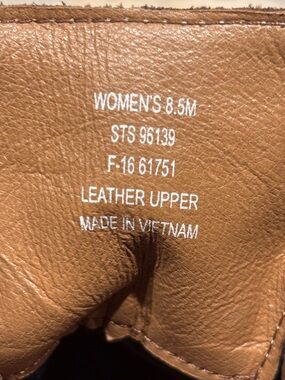 WOMEN'S 8.5M
STS 96139
F-16 61751
LEATHER UPPER
MADE IN VIETNAM